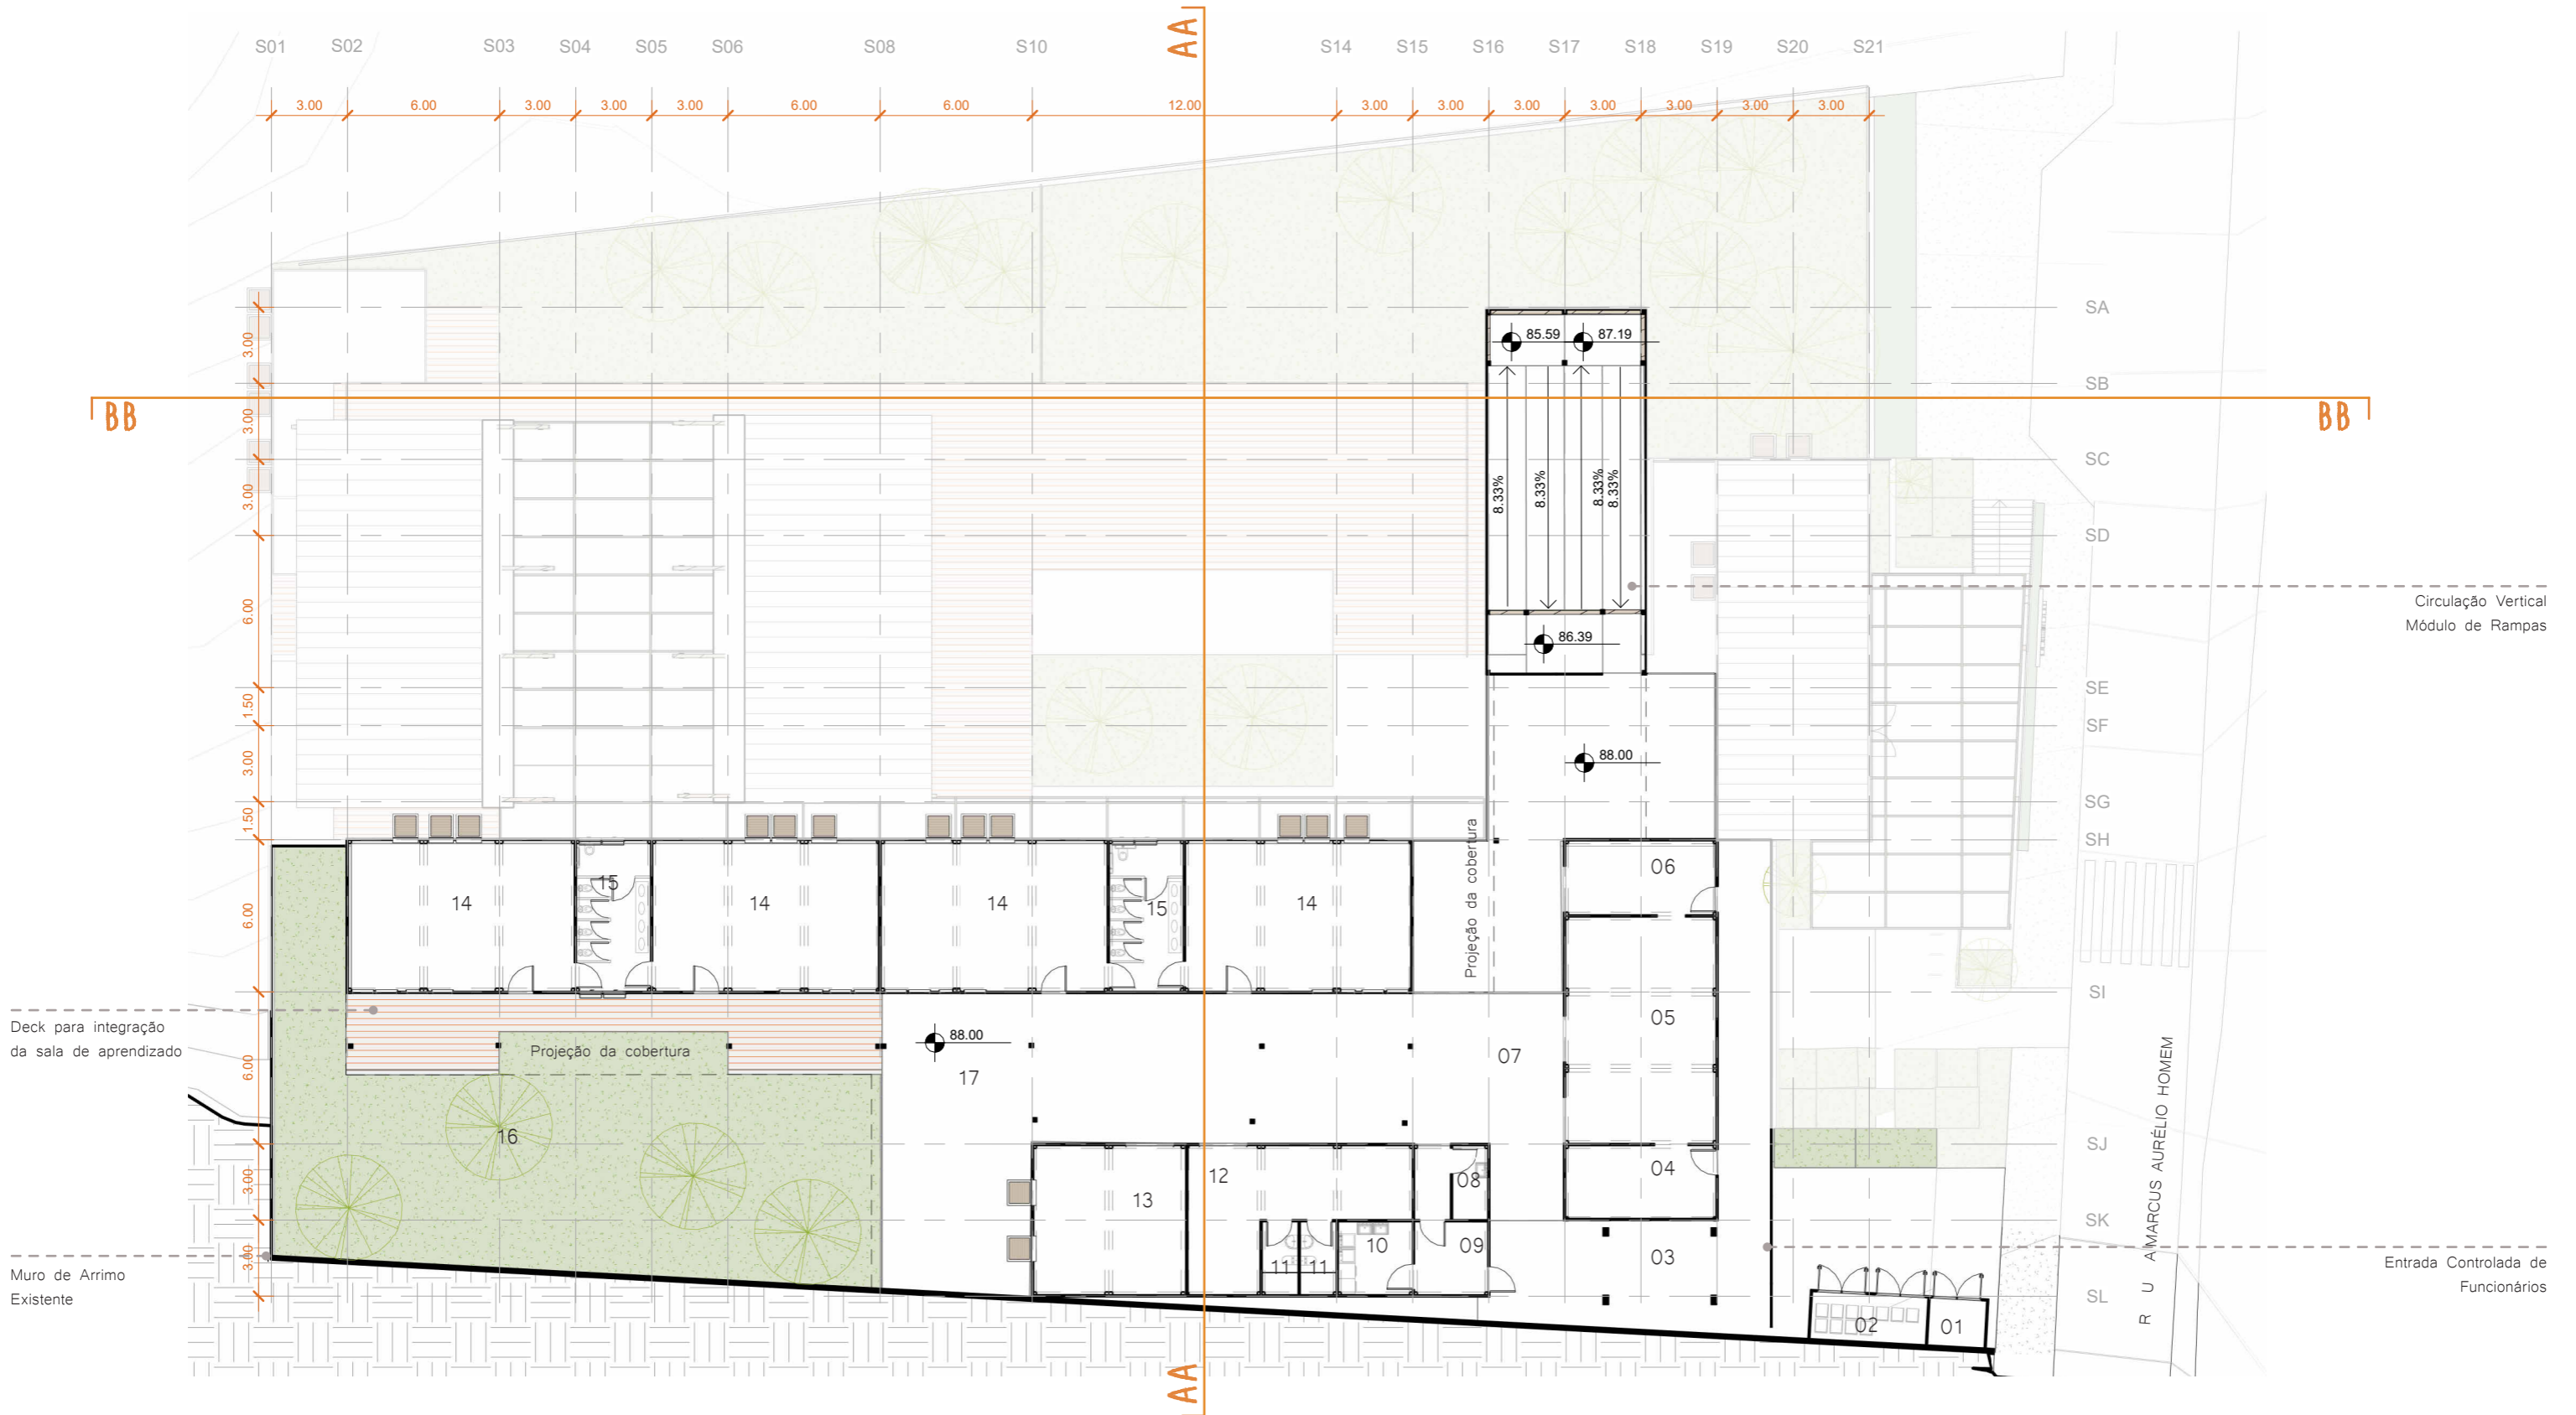 AA
S01 S02 S03 S04 S05 S06 S08 S10 S14 S15 S16 S17 S18 S19 S20 S21
3.00 6.00 3.00 3.00 3.00 6.00 6.00 12.00 3.00 3.00 3.00 3.00 3.00 3.00 3.00
SA
85.59 87.19
3.00
SB
BB BB
3.00
SC
8.33% 8.33% 8.33% 8.33%
3.00
SD
Circulação Vertical
Módulo de Rampas
6.00
86.39
SE
1.50
SF
3.00
88.00
SG
1.50
SH
Projeção da cobertura
06
14 15 14 14 15 14
6.00
SI
Deck para integração
da sala de aprendizado
05
88.00
Projeção da cobertura
07
6.00
17
16
SJ
RUA MARCUS AURÉLIO HOMEM
04
12 08
13
3.00
SK
10 09
03
11 11
3.00
Muro de Arrimo
Existente
Entrada Controlada de
Funcionários
SL
02 01
AA